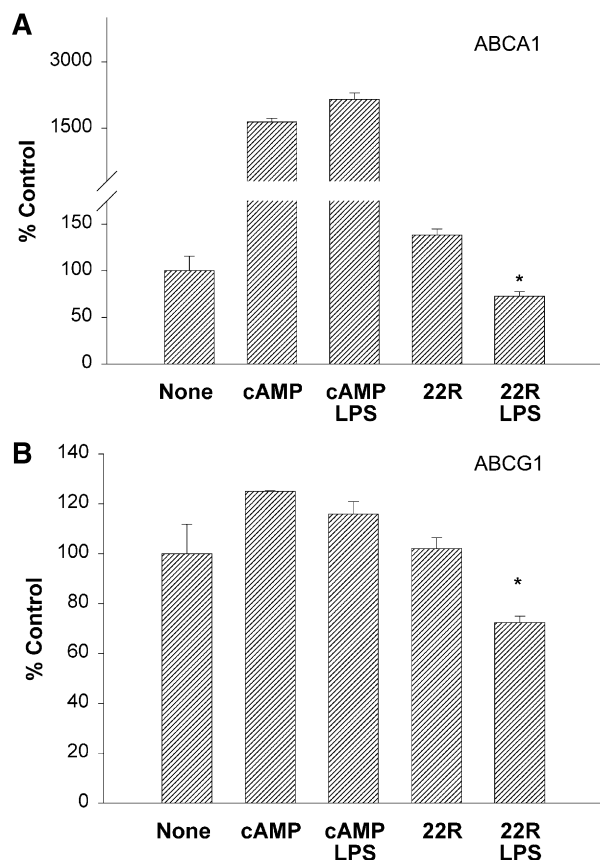 A
ABCA1
% Control
3000
1500
150
100
50
0
*
None cAMP cAMP 22R 22R
LPS LPS
B
ABCG1
% Control
140
120
100
80
60
40
20
0
*
None cAMP cAMP 22R 22R
LPS LPS